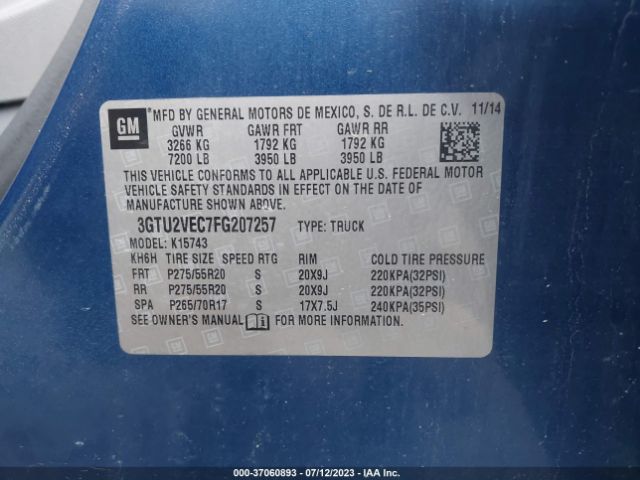 GM
*MFD BY GENERAL MOTORS DE MEXICO, S. DE R.L. DE C.V. 11/14
GVWR GAWR FRT GAWR RR
3266 KG 1792 KG 1792 KG
7200 LB 3950 LB 3950 LB
THIS VEHICLE CONFORMS TO ALL APPLICABLE U.S. FEDERAL MOTOR
VEHICLE SAFETY STANDARDS IN EFFECT ON THE DATE OF
MANUFACTURE SHOWN ABOVE.
3GTU2VEC7FG207257 TYPE: TRUCK
MODEL: K15743
KH6H TIRE SIZE SPEED RTG RIM COLD TIRE PRESSURE
FRT P275/55R20 S 20X9J 220KPA(32PSI)
RR P275/55R20 S 20X9J 220KPA(32PSI)
SPA P265/70R17 S 17X7.5J 240KPA(35PSI)
SEE OWNER'S MANUAL FOR MORE INFORMATION.
000-37060893 / 07/12/2023 / IAAI.COM